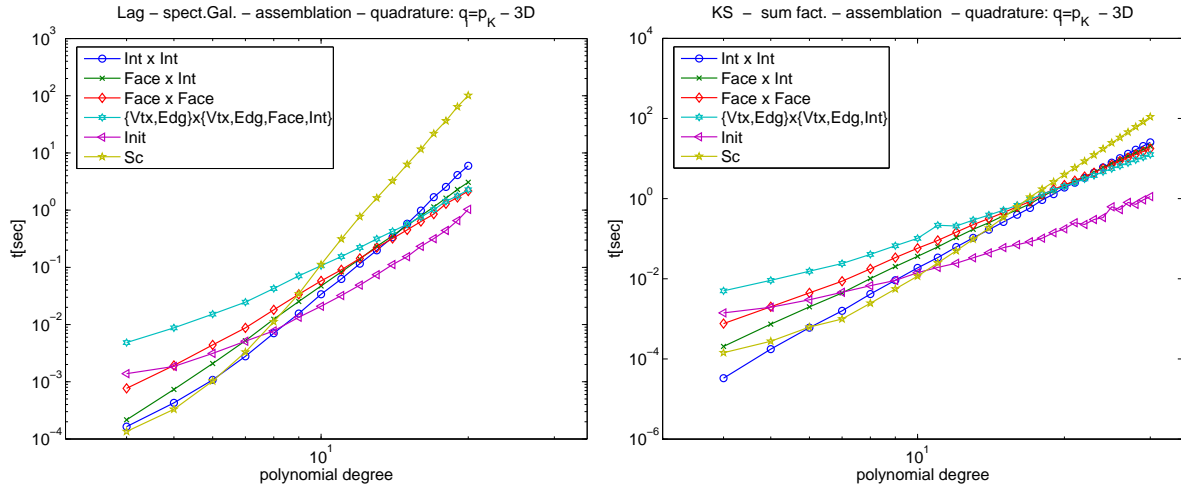 Lag − spect.Gal. − assemblation − quadrature: q_l=p_K − 3D
10^3
10^2
10^1
10^0
10^−1
10^−2
10^−3
10^−4
t[sec]
Int x Int
Face x Int
Face x Face
{Vtx,Edg}x{Vtx,Edg,Face,Int}
Init
Sc
10^1
polynomial degree
KS − sum fact. − assemblation − quadrature: q_l=p_K − 3D
10^4
10^2
10^0
10^−2
10^−4
10^−6
t[sec]
Int x Int
Face x Int
Face x Face
{Vtx,Edg}x{Vtx,Edg,Int}
Init
Sc
10^1
polynomial degree